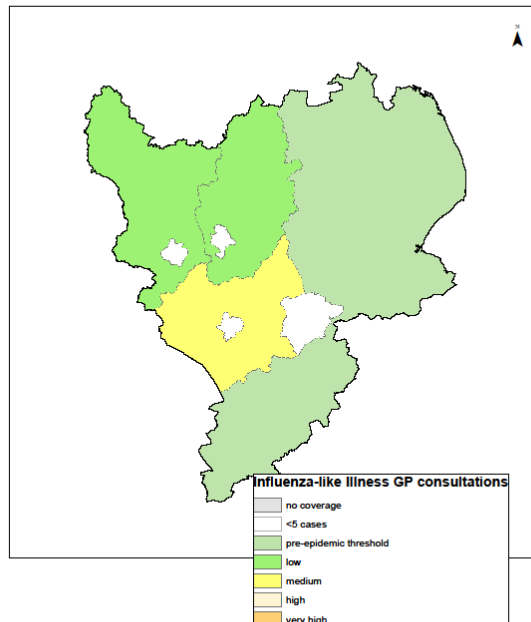 N
Influenza-like Illness GP consultations
no coverage
<5 cases
pre-epidemic threshold
low
medium
high
very high